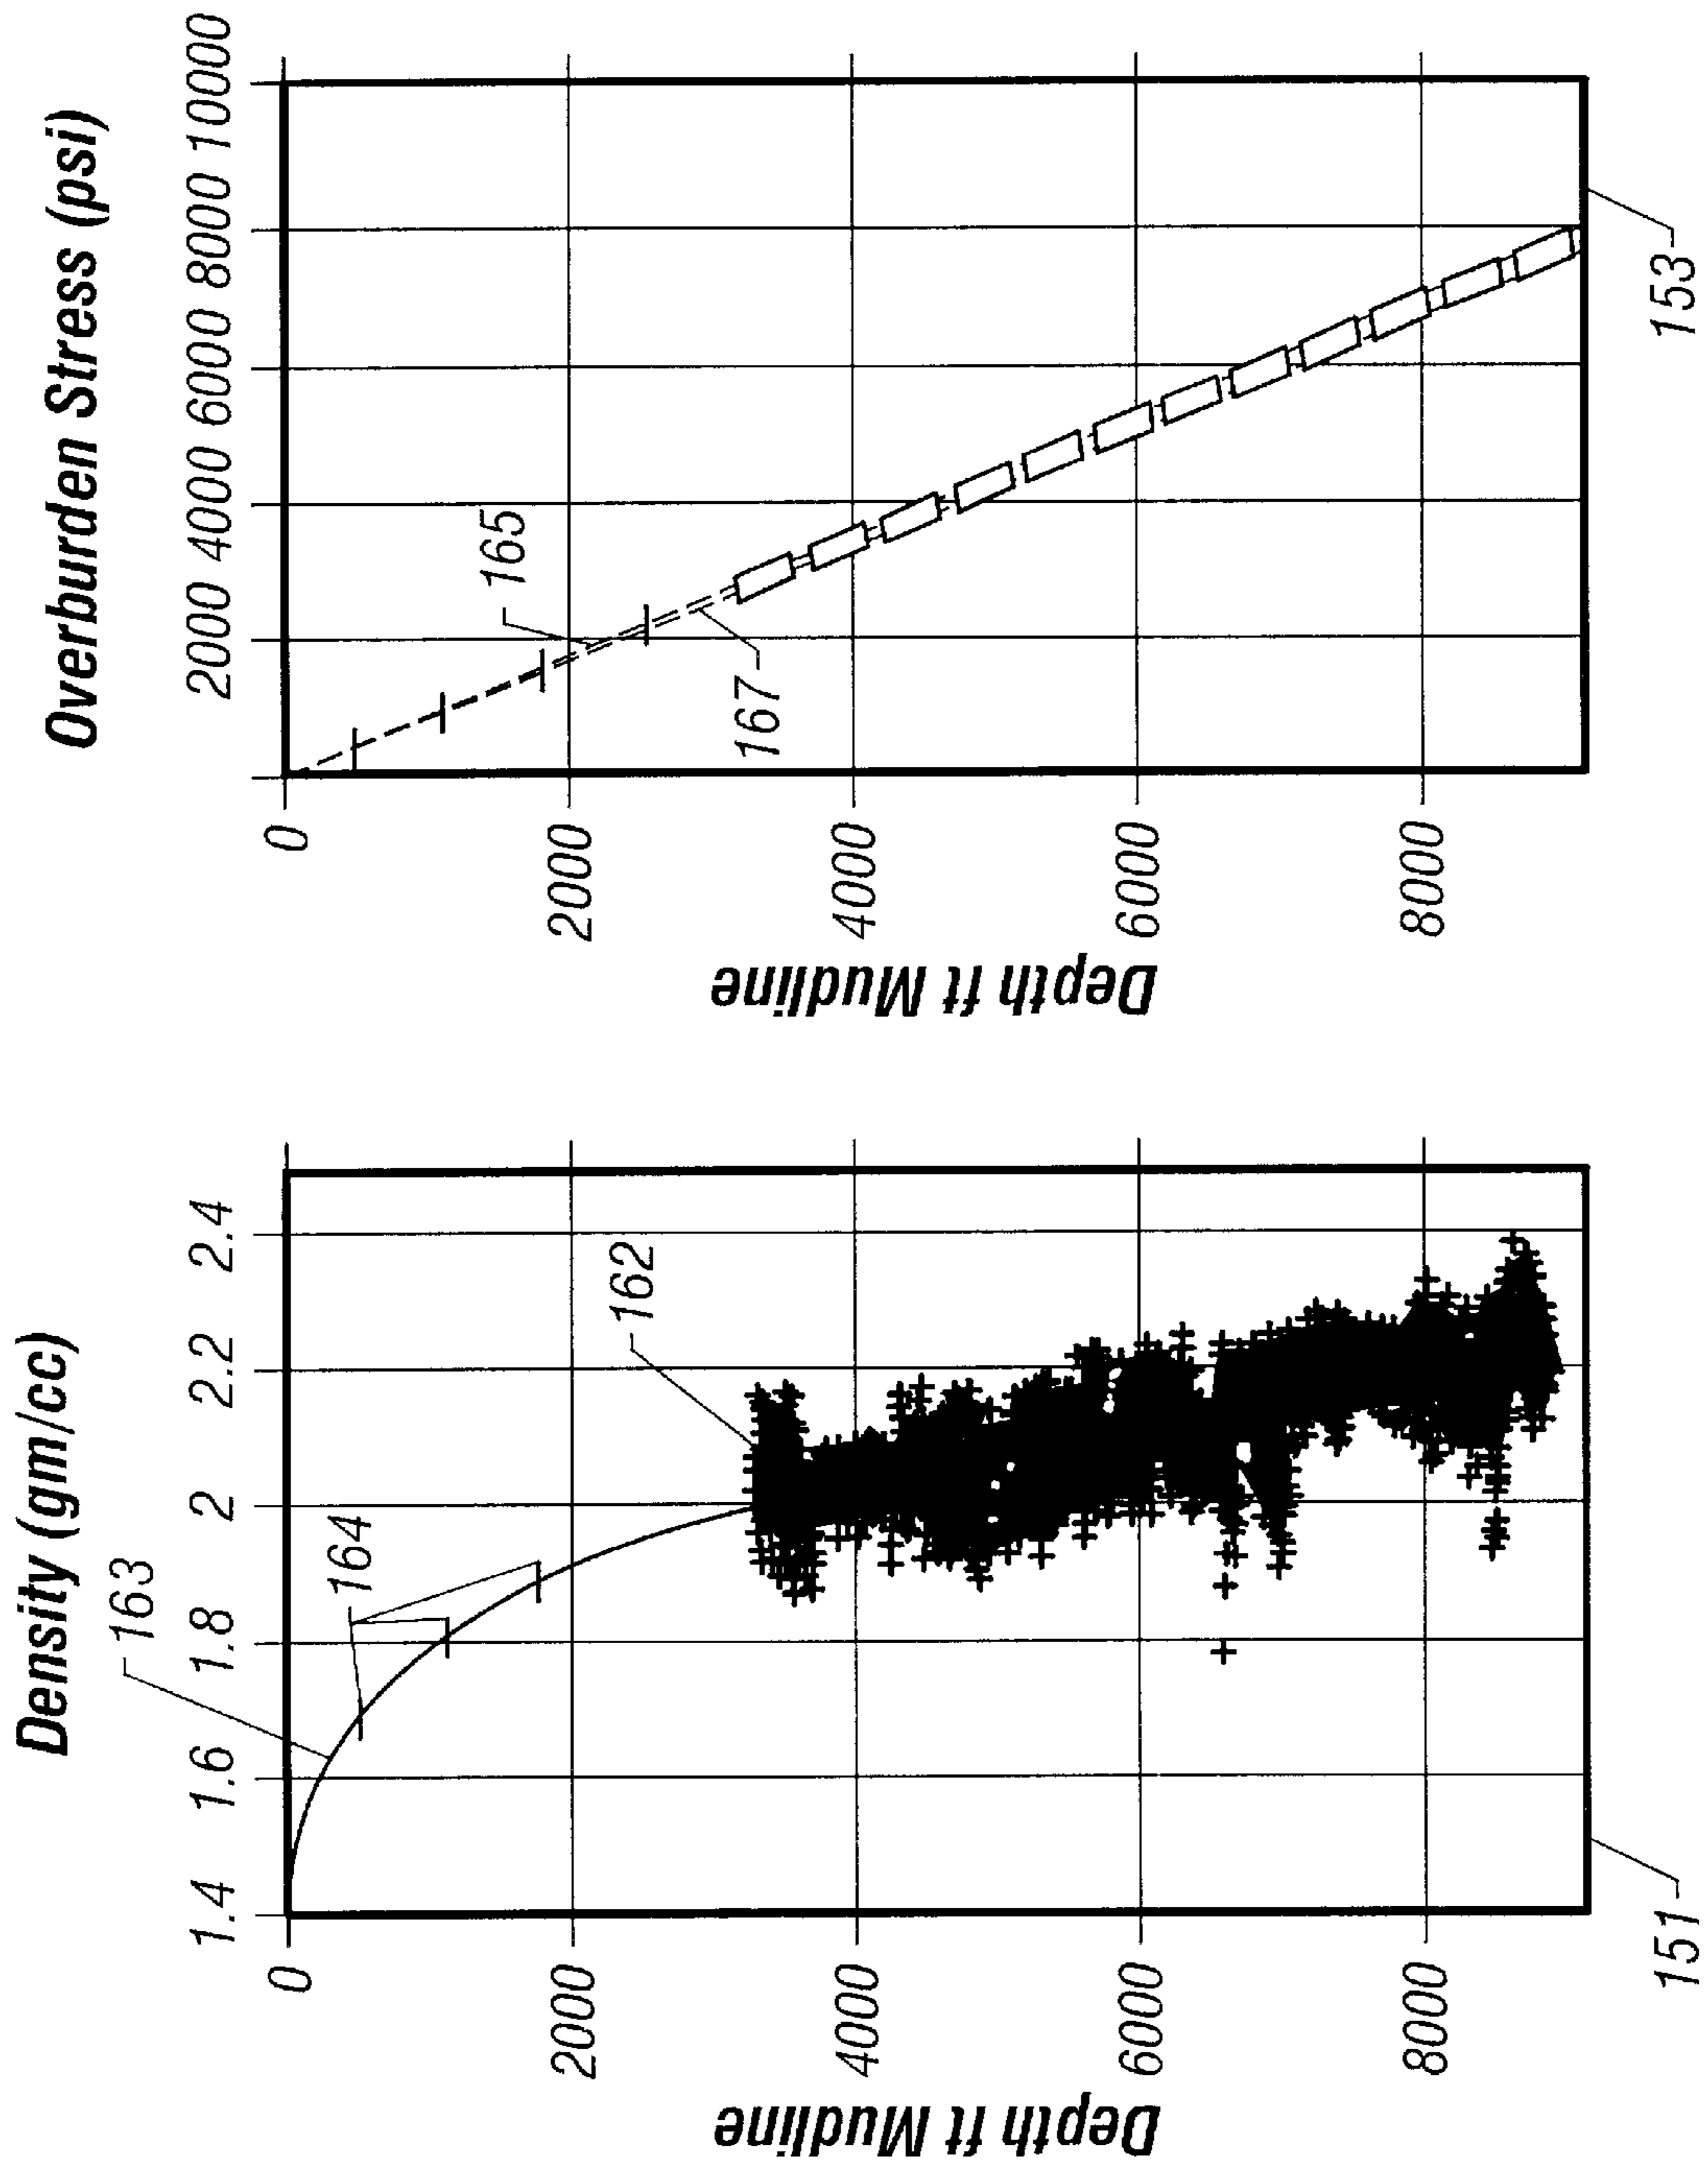 Density (gm/cc)
1.4 1.6 1.8 2 2.2 2.4
163
164
162
0
2000
4000
6000
8000
Depth ft Mudline
151
Overburden Stress (psi)
2000 4000 6000 8000 10000
165
167
0
2000
4000
6000
8000
Depth ft Mudline
153